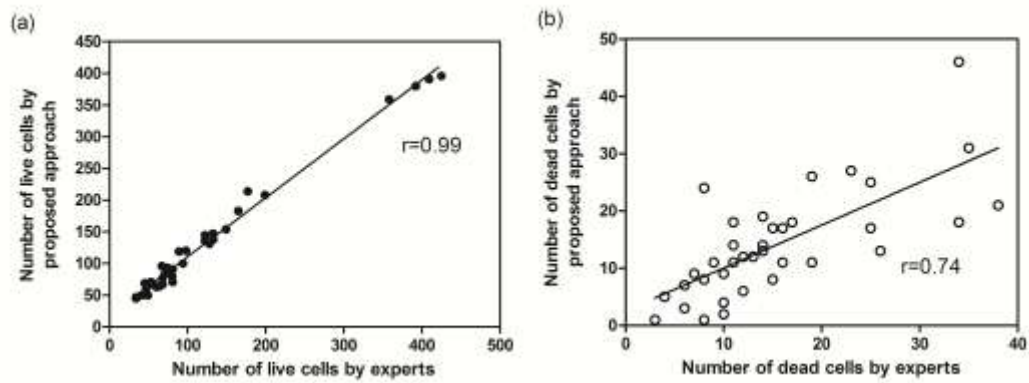 (a)
450
400
350
300
250
200
150
100
50
0
0 100 200 300 400 500
Number of live cells by
proposed approach
Number of live cells by experts
r=0.99
(b)
50
40
30
20
10
0
0 10 20 30 40
Number of dead cells by
proposed approach
Number of dead cells by experts
r=0.74